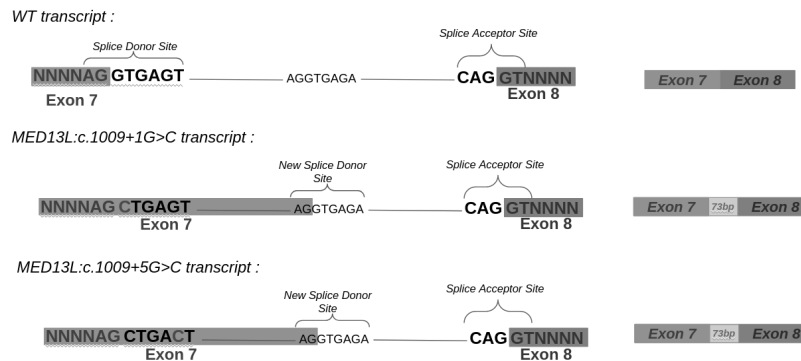 WT transcript :
Splice Donor Site
Splice Acceptor Site
NNNNAG GTGAGT
AGGTGAGA
CAG GTNNNN
Exon 7
Exon 8
Exon 7 Exon 8
MED13L:c.1009+1G>C transcript :
New Splice Donor
Site
Splice Acceptor Site
NNNNAG CTGAGT
AGGTGAGA
CAG GTNNNN
Exon 7
Exon 8
Exon 7 73bp Exon 8
MED13L:c.1009+5G>C transcript :
New Splice Donor
Site
Splice Acceptor Site
NNNNAG CTGACT
AGGTGAGA
CAG GTNNNN
Exon 7
Exon 8
Exon 7 73bp Exon 8